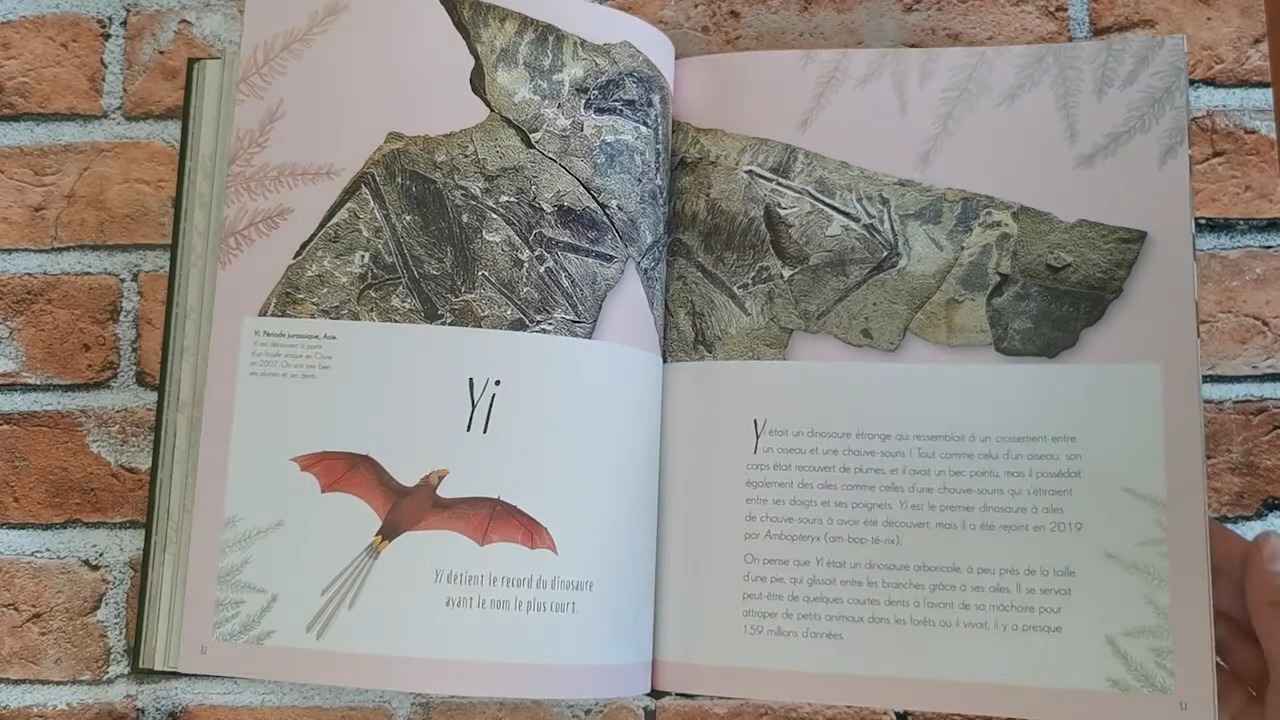 Yi. Période jurassique, Asie.
Yi est découvert à partir
d'un fossile unique en Chine
en 2007. On voit très bien
ses plumes et ses dents.
Yi
Yi détient le record du dinosaure
ayant le nom le plus court.
52
Yi était un dinosaure étrange qui ressemblait à un croisement entre
un oiseau et une chauve-souris ! Tout comme celui d'un oiseau, son
corps était recouvert de plumes, et il avait un bec pointu, mais il possédait
également des ailes comme celles d'une chauve-souris qui s'étiraient
entre ses doigts et ses poignets. Yi est le premier dinosaure à ailes
de chauve-souris à avoir été découvert, mais il a été rejoint en 2019
par Ambopteryx (am-bop-té-rix).
On pense que Yi était un dinosaure arboricole, à peu près de la taille
d'une pie, qui glissait entre les branches grâce à ses ailes. Il se servait
peut-être de quelques courtes dents à l'avant de sa mâchoire pour
attraper de petits animaux dans les forêts où il vivait, il y a presque
159 millions d'années.
53